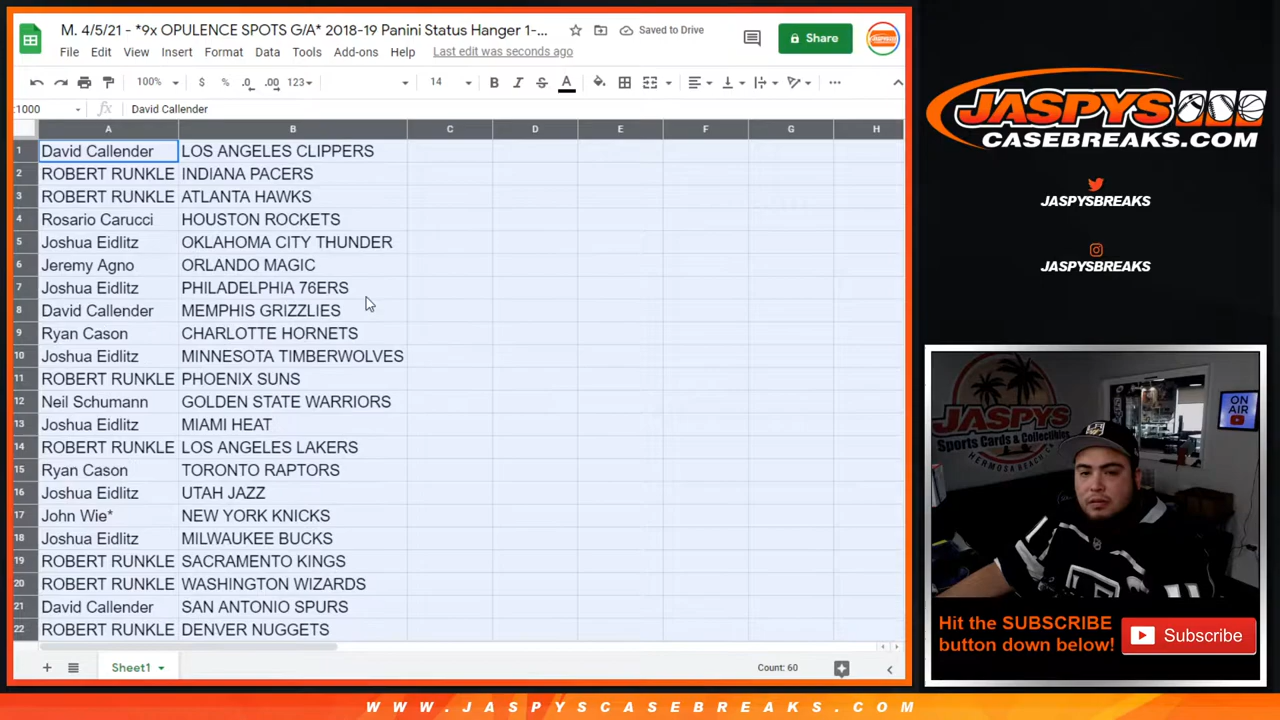 M. 4/5/21 - *9x OPULENCE SPOTS G/A* 2018-19 Panini Status Hanger 1-...
Saved to Drive
Share
File Edit View Insert Format Data Tools Add-ons Help Last edit was seconds ago
100% $ % .0 .00 123 14 B I S A
:1000 fx David Callender
A B C D E F G H
1 David Callender LOS ANGELES CLIPPERS
2 ROBERT RUNKLE INDIANA PACERS
3 ROBERT RUNKLE ATLANTA HAWKS
4 Rosario Carucci HOUSTON ROCKETS
5 Joshua Eidlitz OKLAHOMA CITY THUNDER
6 Jeremy Agno ORLANDO MAGIC
7 Joshua Eidlitz PHILADELPHIA 76ERS
8 David Callender MEMPHIS GRIZZLIES
9 Ryan Cason CHARLOTTE HORNETS
10 Joshua Eidlitz MINNESOTA TIMBERWOLVES
11 ROBERT RUNKLE PHOENIX SUNS
12 Neil Schumann GOLDEN STATE WARRIORS
13 Joshua Eidlitz MIAMI HEAT
14 ROBERT RUNKLE LOS ANGELES LAKERS
15 Ryan Cason TORONTO RAPTORS
16 Joshua Eidlitz UTAH JAZZ
17 John Wie* NEW YORK KNICKS
18 Joshua Eidlitz MILWAUKEE BUCKS
19 ROBERT RUNKLE SACRAMENTO KINGS
20 ROBERT RUNKLE WASHINGTON WIZARDS
21 David Callender SAN ANTONIO SPURS
22 ROBERT RUNKLE DENVER NUGGETS
Sheet1
Count: 60
JASPYS
CASEBREAKS.COM
JASPYSBREAKS
JASPYSBREAKS
JASPYS
Sports Cards & Collectibles
HERMOSA BEACH CA
ON
AIR
Hit the SUBSCRIBE
button down below!
Subscribe
WWW.JASPYSCASEBREAKS.COM